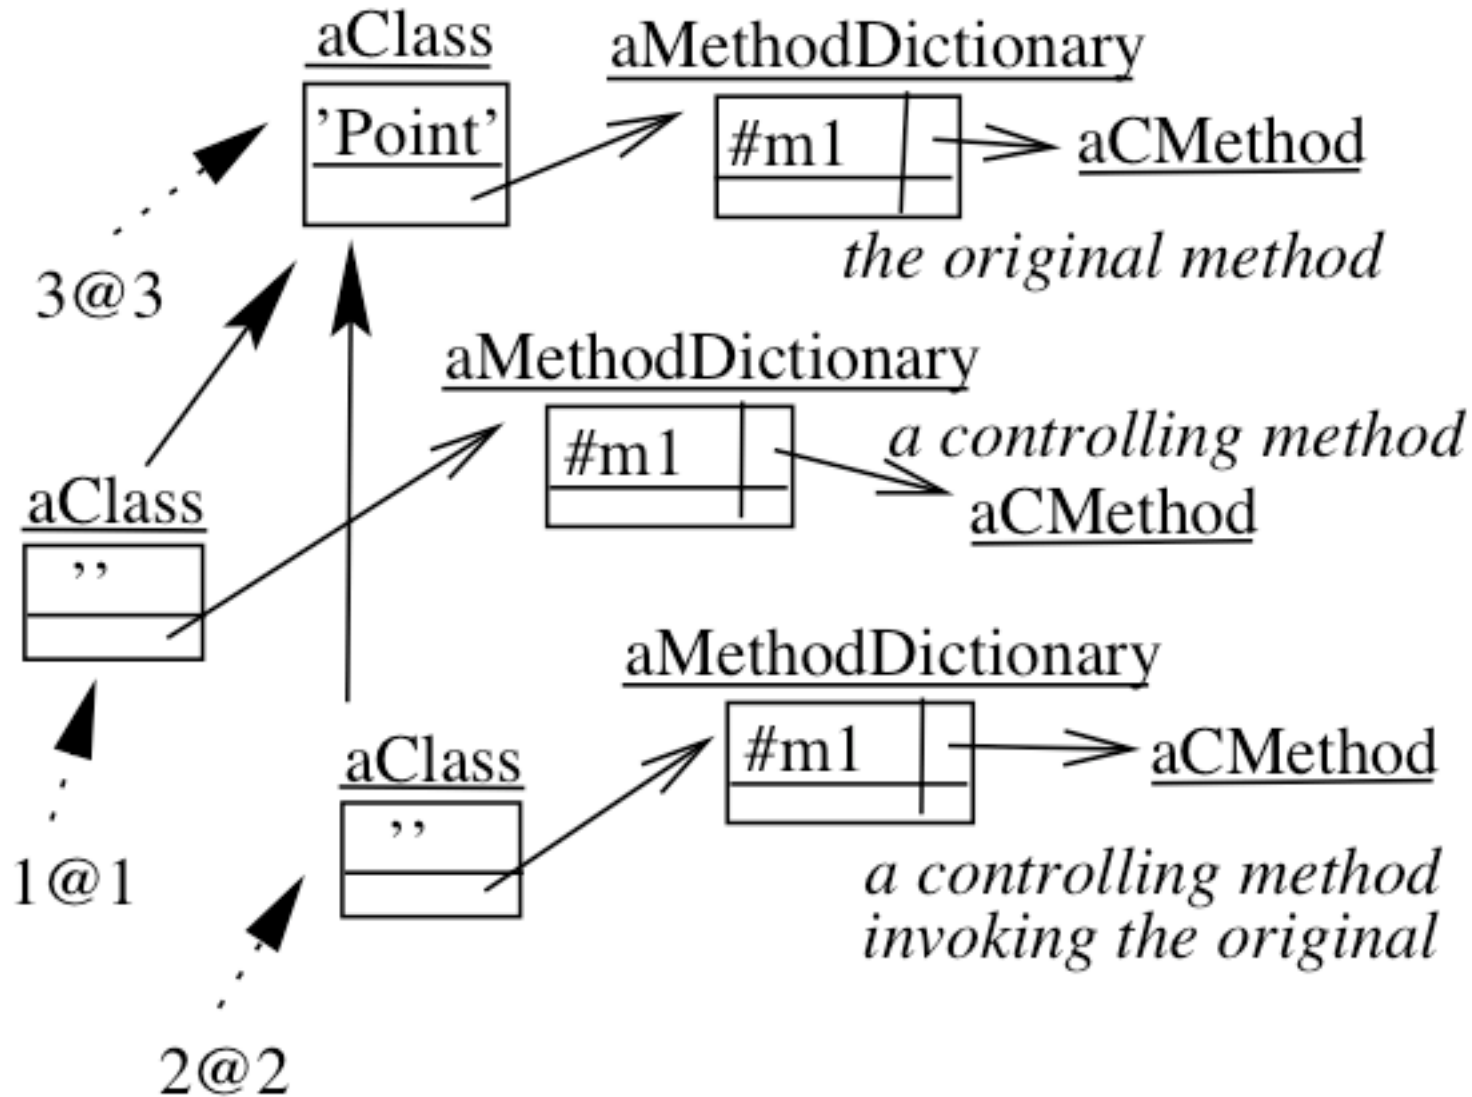 aClass
aMethodDictionary
’Point’
#m1
aCMethod
the original method
3@3
aMethodDictionary
#m1
a controlling method
aCMethod
aClass
’’
aMethodDictionary
#m1
aCMethod
aClass
’’
1@1
a controlling method
invoking the original
2@2